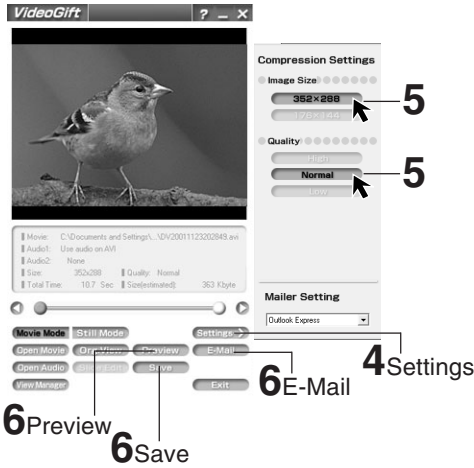 VideoGift ? _ X
Movie: C:\Documents and Settings\...\DV20011123202849.avi
Audio1: Use audio on AVI
Audio2: None
Size: 352x288 Quality: Normal
Total Time: 10.7 Sec Size(estimated): 363 Kbyte
Movie Mode Still Mode Settings
Open Movie Org.View Preview E-Mail
Open Audio Save
View Manager Exit
Compression Settings
Image Size
352×288 5
176×144
Quality
High
Normal 5
Low
Mailer Setting
Outlook Express
4Settings
6E-Mail
6Preview
6Save